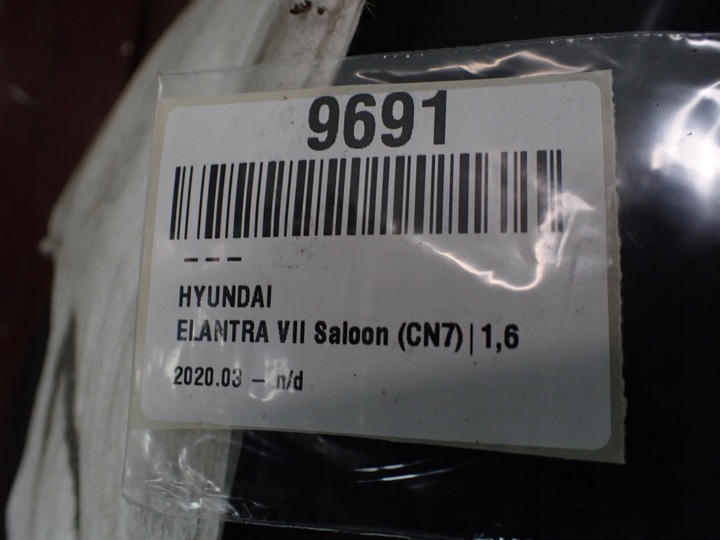 9691
---
HYUNDAI
ELANTRA VII Saloon (CN7)|1,6
2020.03 - n/d